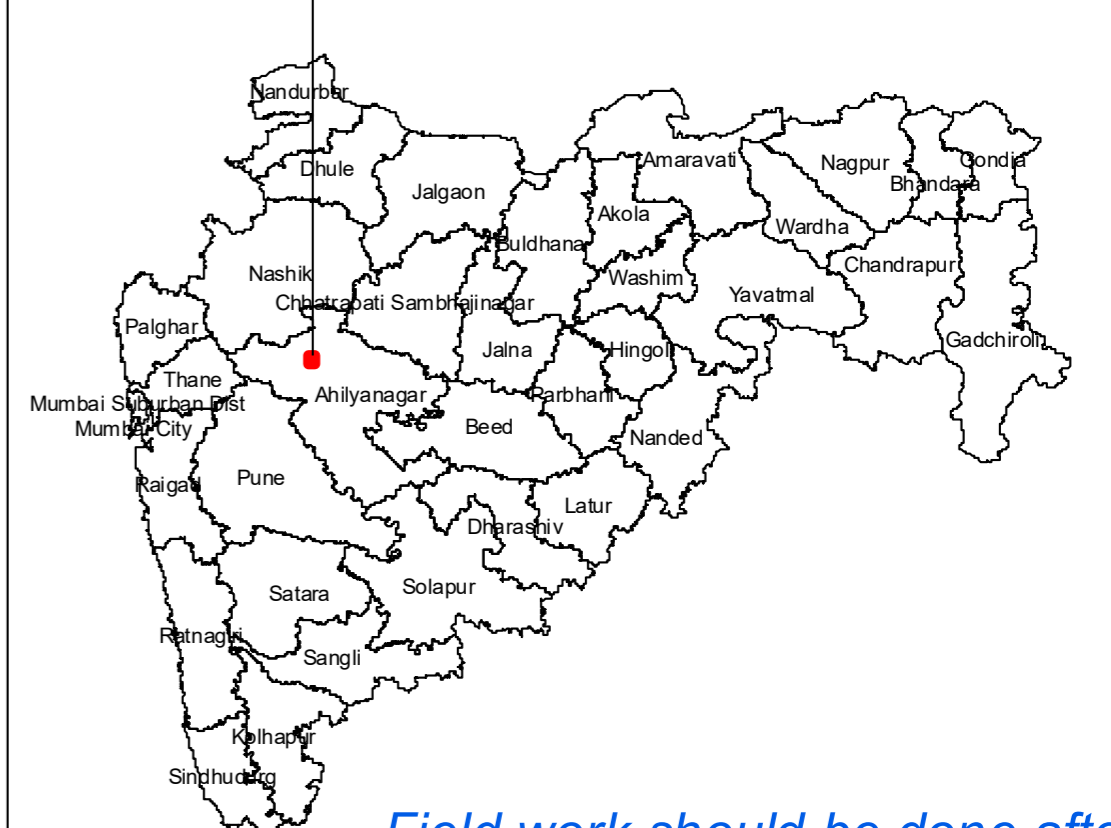 Nandurbar
Dhule
Jalgaon
Amaravati
Nagpur
Gondia
Bhandara
Akola
Buldhana
Wardha
Nashik
Washim
Chandrapur
Chhatrapati Sambhajinagar
Yavatmal
Palghar
Jalna
Hingoli
Gadchiroli
Thane
Ahilyanagar
Parbhani
Mumbai Suburban Dist
Mumbai City
Beed
Nanded
Raigad
Pune
Latur
Dharashiv
Satara
Solapur
Ratnagiri
Sangli
Kolhapur
Sindhudurg
Field work should be done afte